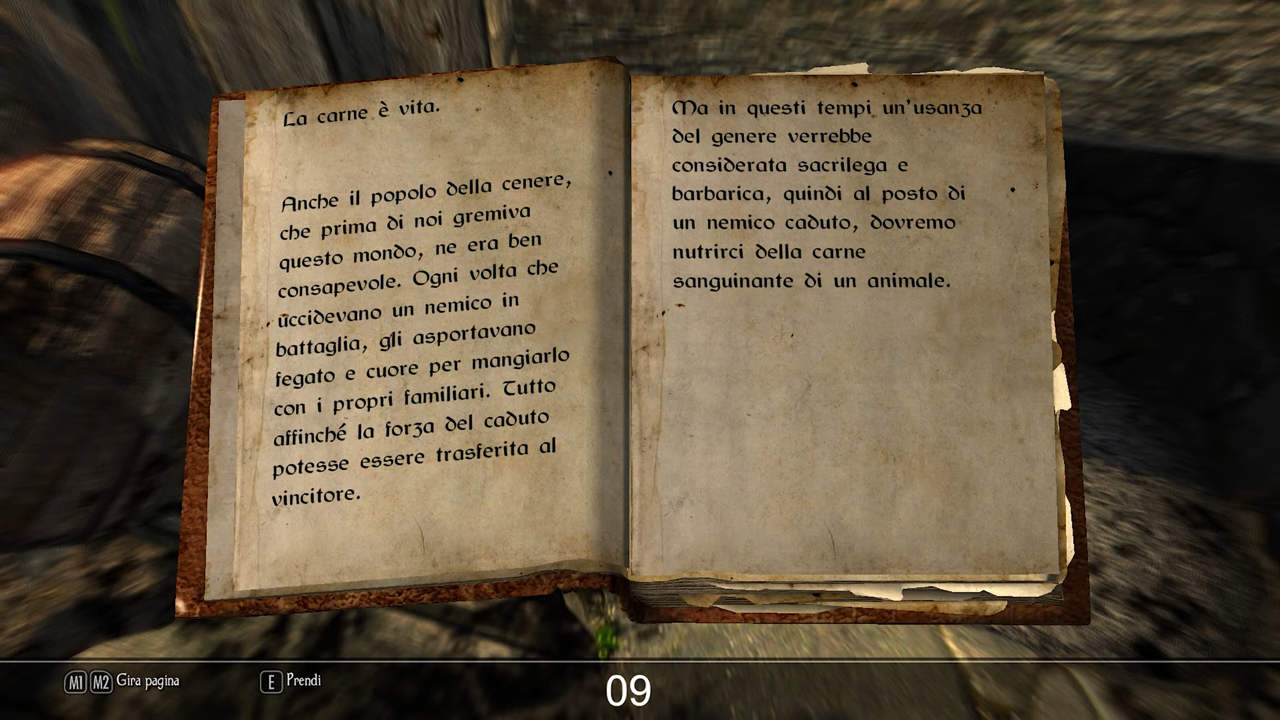 La carne è vita.
Anche il popolo della cenere,
che prima di noi gremiva
questo mondo, ne era ben
consapevole. Ogni volta che
uccidevano un nemico in
battaglia, gli asportavano
fegato e cuore per mangiarlo
con i propri familiari. Tutto
affinché la forza del caduto
potesse essere trasferita al
vincitore.
Ma in questi tempi un'usanza
del genere verrebbe
considerata sacrilega e
barbarica, quindi al posto di
un nemico caduto, dovremo
nutrirci della carne
sanguinante di un animale.
M1 M2 Gira pagina E Prendi
09